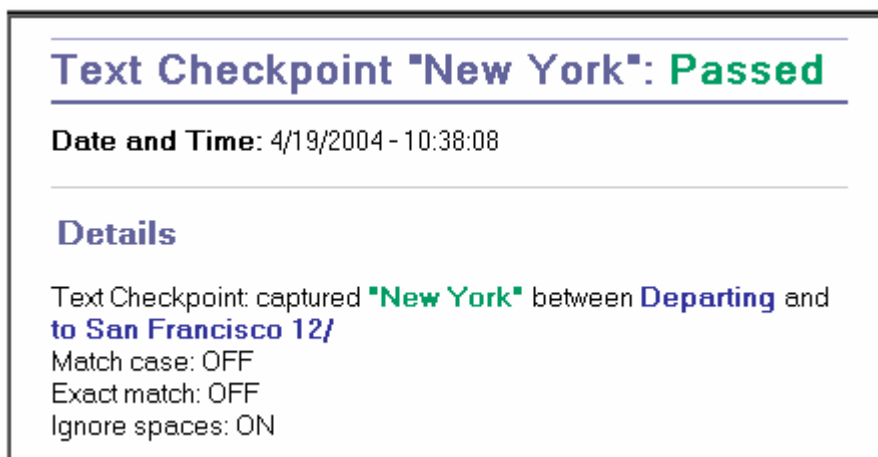 Text Checkpoint "New York": Passed
Date and Time: 4/19/2004 - 10:38:08
Details
Text Checkpoint: captured "New York" between Departing and
to San Francisco 12/
Match case: OFF
Exact match: OFF
Ignore spaces: ON